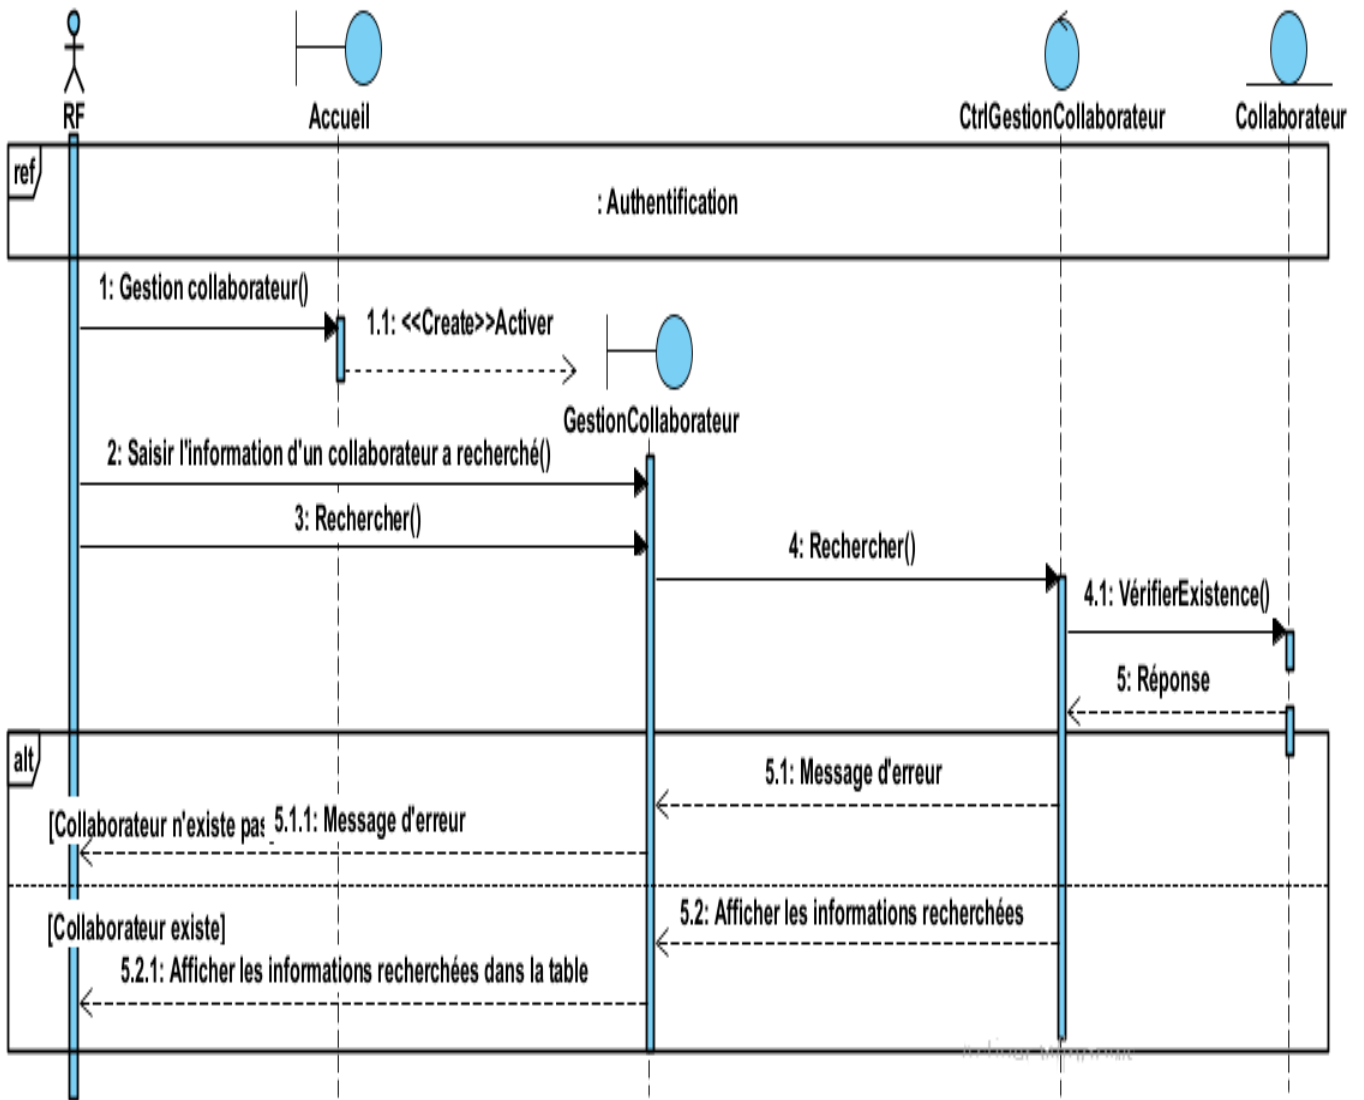 RF
Accueil
CtrlGestionCollaborateur
Collaborateur
ref
: Authentification
1: Gestion collaborateur()
1.1: <<Create>>Activer
GestionCollaborateur
2: Saisir l'information d'un collaborateur a recherché()
3: Rechercher()
4: Rechercher()
4.1: VérifierExistence()
5: Réponse
alt
5.1: Message d'erreur
[Collaborateur n'existe pas
5.1.1: Message d'erreur
5.2: Afficher les informations recherchées
[Collaborateur existe]
5.2.1: Afficher les informations recherchées dans la table